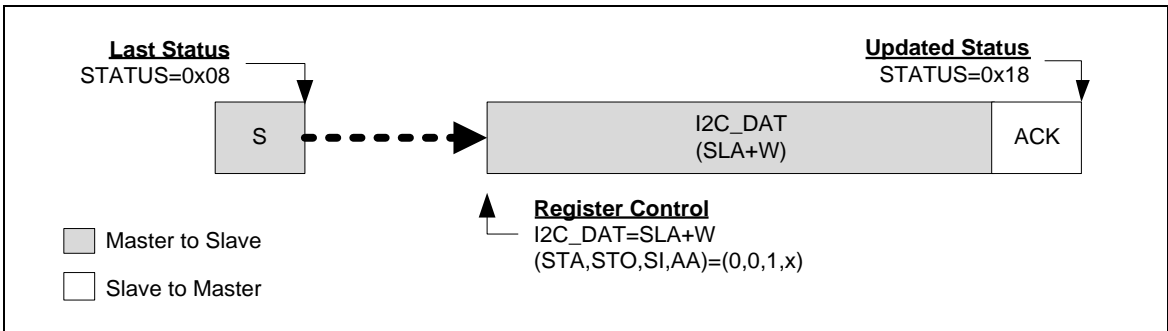 Last Status
STATUS=0x08
Updated Status
STATUS=0x18
S
I2C_DAT
(SLA+W)
ACK
Register Control
I2C_DAT=SLA+W
(STA,STO,SI,AA)=(0,0,1,x)
Master to Slave
Slave to Master